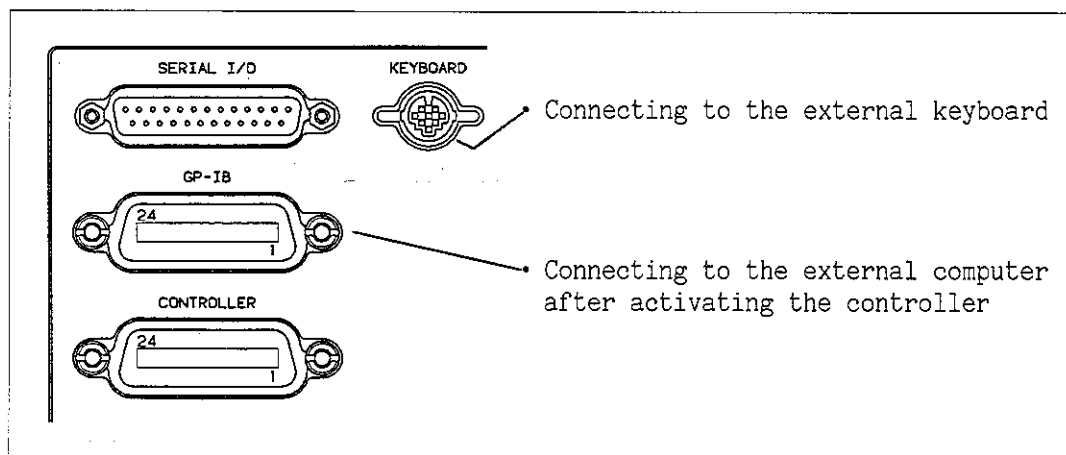 SERIAL I/O
KEYBOARD
• Connecting to the external keyboard
GP-IB
24
1
• Connecting to the external computer
after activating the controller
CONTROLLER
24
1